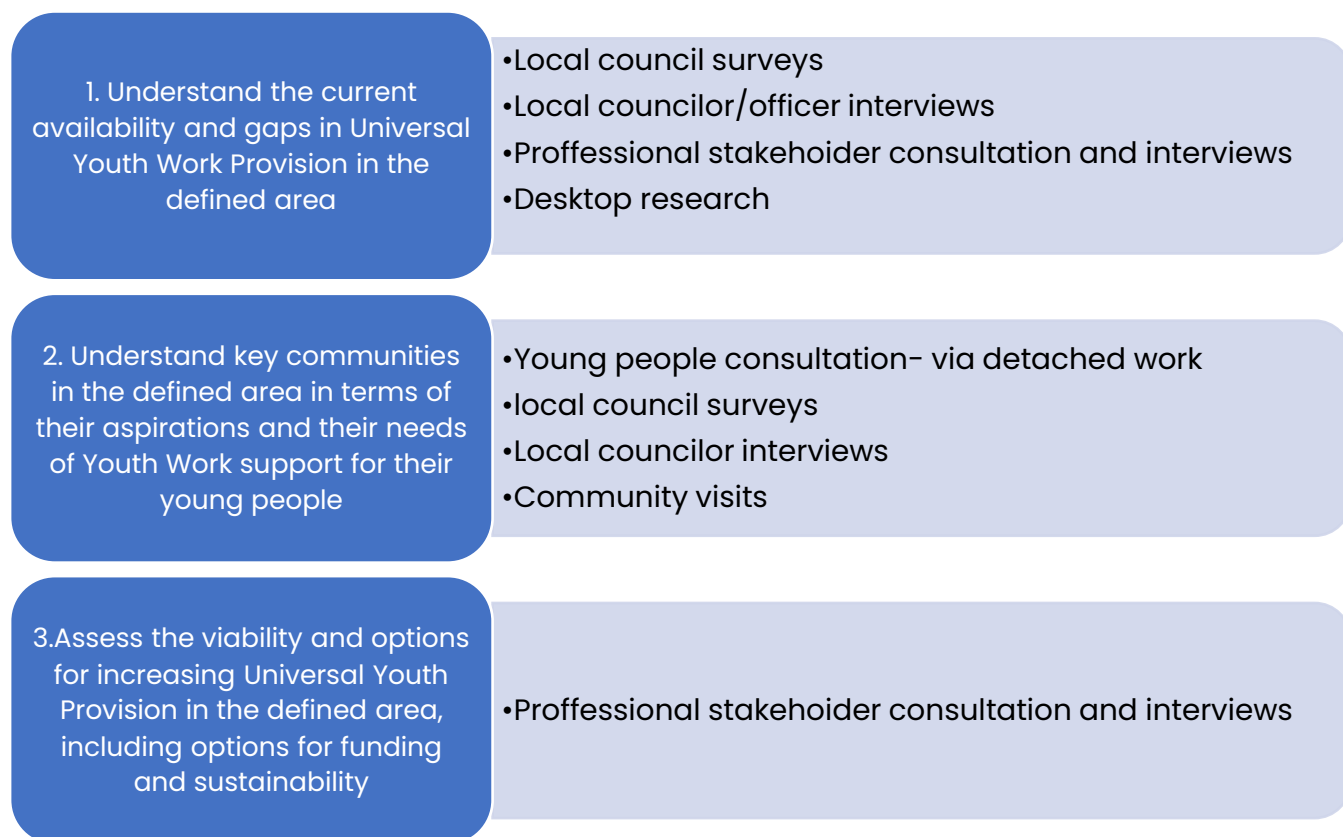 1. Understand the current
availability and gaps in Universal
Youth Work Provision in the
defined area
•Local council surveys
•Local councilor/officer interviews
•Proffessional stakehoider consultation and interviews
•Desktop research
2. Understand key communities
in the defined area in terms of
their aspirations and their needs
of Youth Work support for their
young people
•Young people consultation- via detached work
•local council surveys
•Local councilor interviews
•Community visits
3.Assess the viability and options
for increasing Universal Youth
Provision in the defined area,
including options for funding
and sustainability
•Proffessional stakehoider consultation and interviews